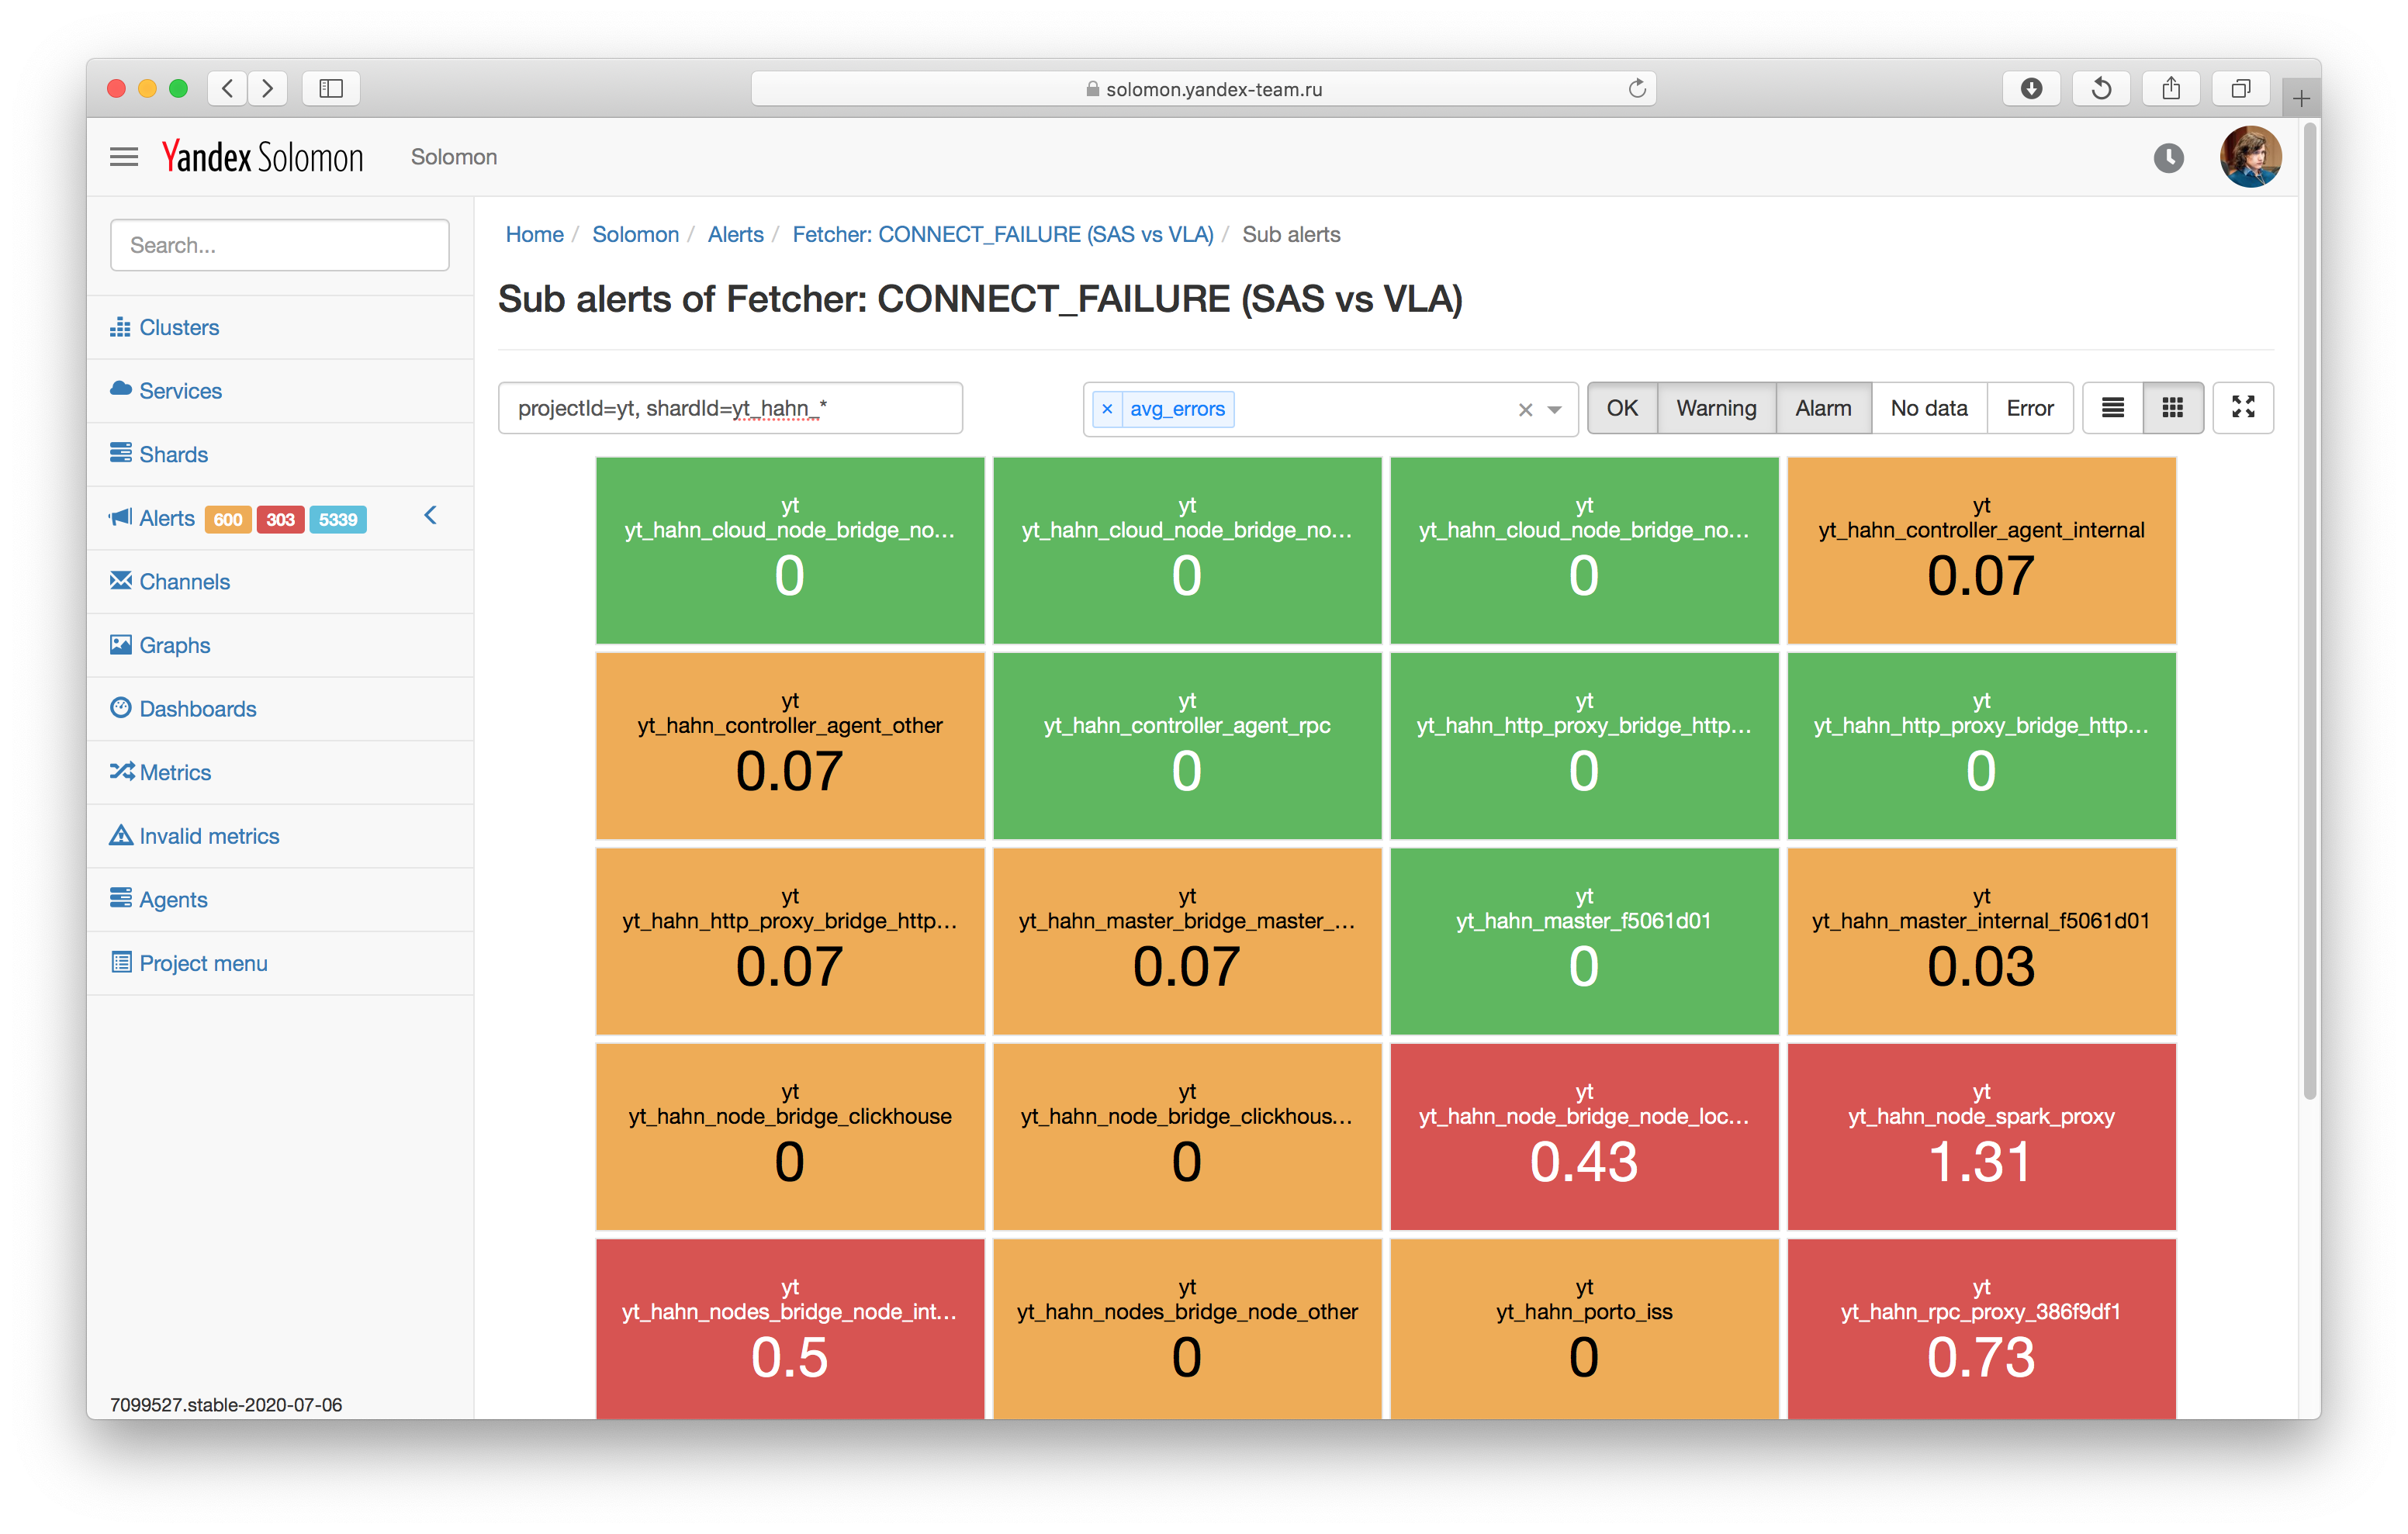 solomon.yandex-team.ru
Yandex Solomon
Solomon
Search...
Clusters
Services
Shards
Alerts 600 303 5339
Channels
Graphs
Dashboards
Metrics
Invalid metrics
Agents
Project menu
7099527.stable-2020-07-06
Home / Solomon / Alerts / Fetcher: CONNECT_FAILURE (SAS vs VLA) / Sub alerts
Sub alerts of Fetcher: CONNECT_FAILURE (SAS vs VLA)
projectId=yt, shardId=yt_hahn_*
× avg_errors ×
OK Warning Alarm No data Error
yt
yt_hahn_cloud_node_bridge_no...
0
yt
yt_hahn_cloud_node_bridge_no...
0
yt
yt_hahn_cloud_node_bridge_no...
0
yt
yt_hahn_controller_agent_internal
0.07
yt
yt_hahn_controller_agent_other
0.07
yt
yt_hahn_controller_agent_rpc
0
yt
yt_hahn_http_proxy_bridge_http...
0
yt
yt_hahn_http_proxy_bridge_http...
0
yt
yt_hahn_http_proxy_bridge_http...
0.07
yt
yt_hahn_master_bridge_master_...
0.07
yt
yt_hahn_master_f5061d01
0
yt
yt_hahn_master_internal_f5061d01
0.03
yt
yt_hahn_node_bridge_clickhouse
0
yt
yt_hahn_node_bridge_clickhous...
0
yt
yt_hahn_node_bridge_node_loc...
0.43
yt
yt_hahn_node_spark_proxy
1.31
yt
yt_hahn_nodes_bridge_node_int...
0.5
yt
yt_hahn_nodes_bridge_node_other
0
yt
yt_hahn_porto_iss
0
yt
yt_hahn_rpc_proxy_386f9df1
0.73